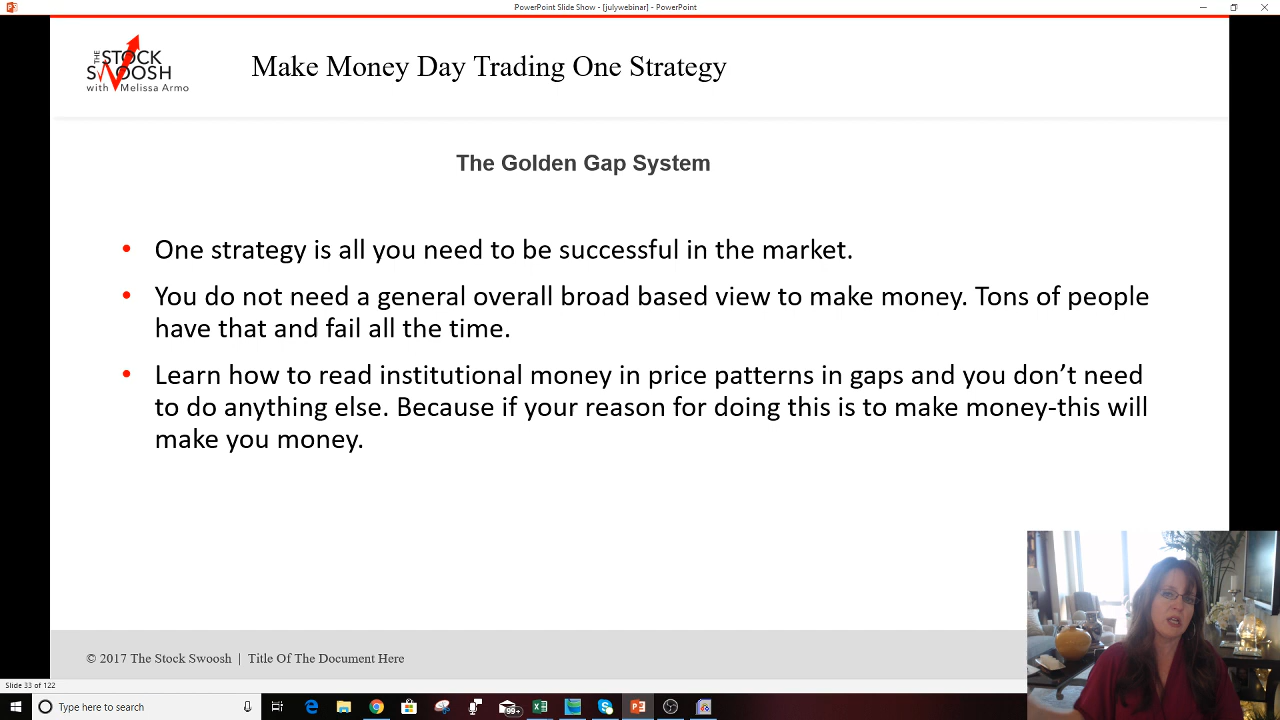 PowerPoint Slide Show - [julywebinar] - PowerPoint
THE
STOCK
SWOOSH
with Melissa Armo
Make Money Day Trading One Strategy
The Golden Gap System
• One strategy is all you need to be successful in the market.
• You do not need a general overall broad based view to make money. Tons of people
have that and fail all the time.
• Learn how to read institutional money in price patterns in gaps and you don’t need
to do anything else. Because if your reason for doing this is to make money-this will
make you money.
© 2017 The Stock Swoosh | Title Of The Document Here
Slide 33 of 122
Type here to search
99+